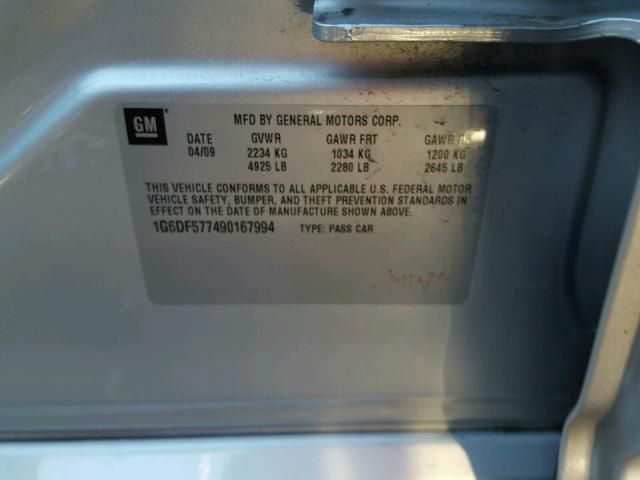 GM
MFD BY GENERAL MOTORS CORP.
DATE GVWR GAWR FRT GAWR RR
04/09 2234 KG 1034 KG 1200 KG
4925 LB 2280 LB 2645 LB
THIS VEHICLE CONFORMS TO ALL APPLICABLE U.S. FEDERAL MOTOR
VEHICLE SAFETY, BUMPER, AND THEFT PREVENTION STANDARDS IN
EFFECT ON THE DATE OF MANUFACTURE SHOWN ABOVE.
1G6DF577490167994 TYPE: PASS CAR